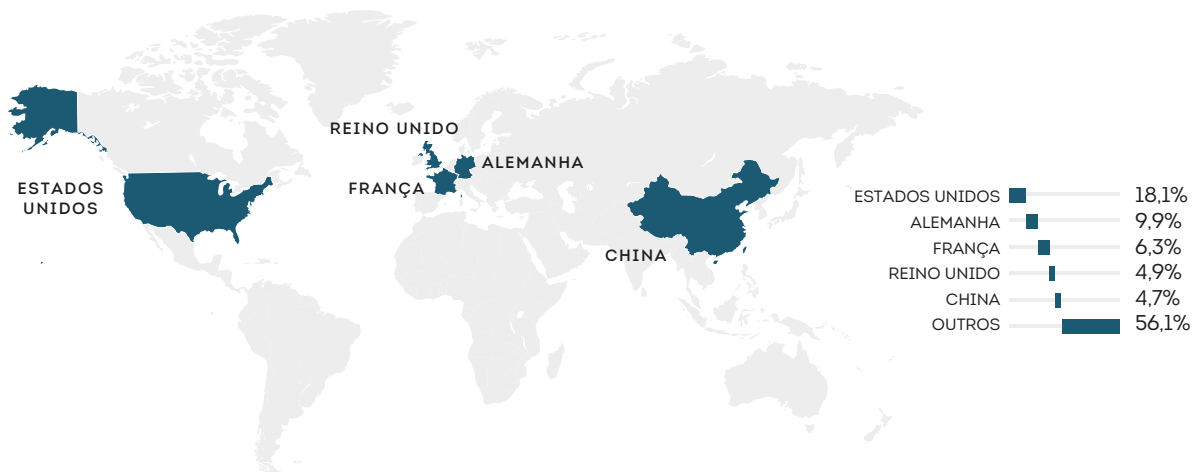 REINO UNIDO
ALEMANHA
FRANÇA
ESTADOS
UNIDOS
CHINA
ESTADOS UNIDOS 18,1%
ALEMANHA 9,9%
FRANÇA 6,3%
REINO UNIDO 4,9%
CHINA 4,7%
OUTROS 56,1%